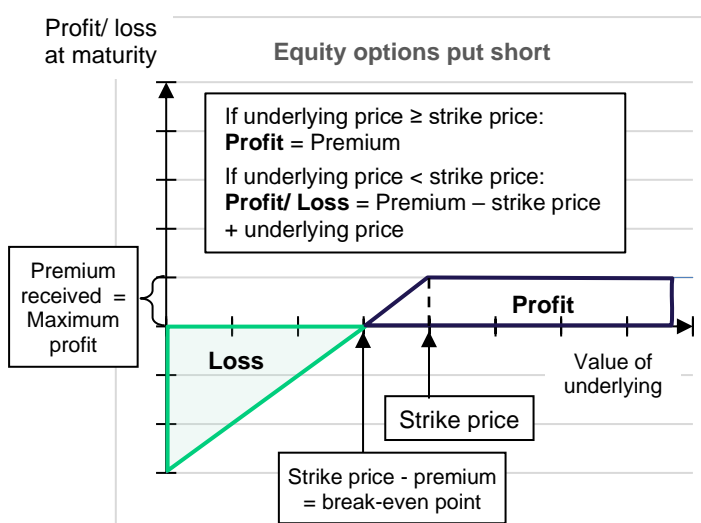 Profit/ loss
at maturity
Equity options put short
If underlying price ≥ strike price:
Profit = Premium
If underlying price < strike price:
Profit/ Loss = Premium – strike price
+ underlying price
Premium
received =
Maximum
profit
Profit
Loss
Value of
underlying
Strike price
Strike price - premium
= break-even point